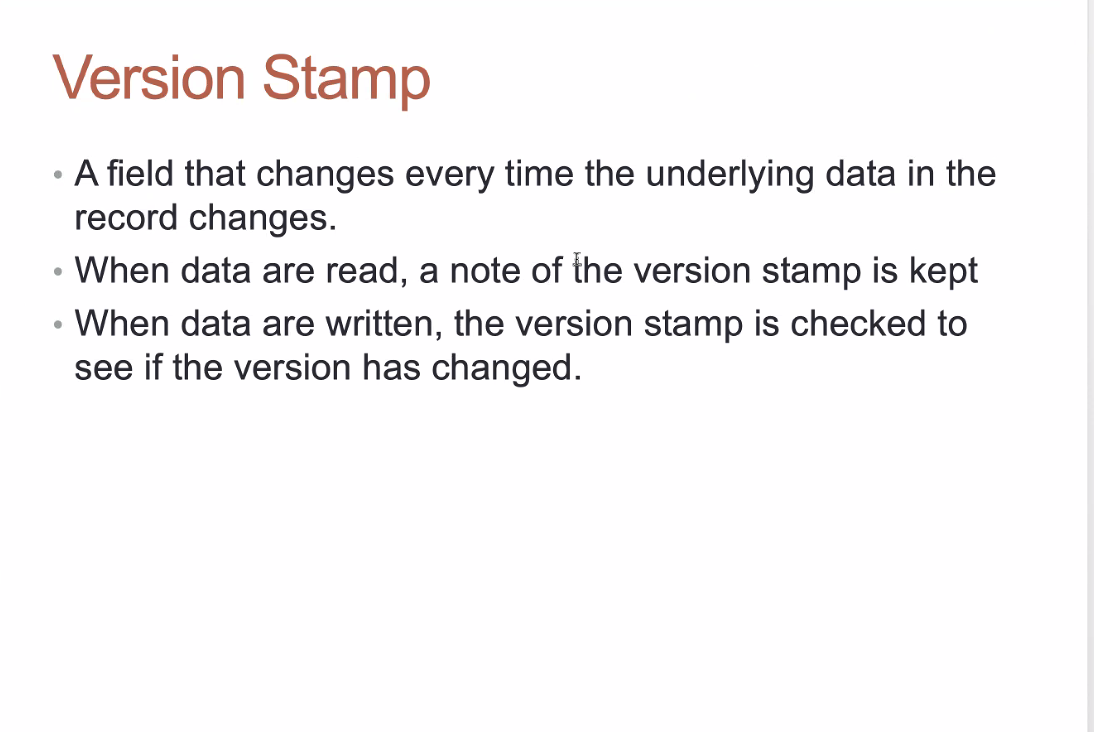 Version Stamp
• A field that changes every time the underlying data in the
record changes.
• When data are read, a note of the version stamp is kept
• When data are written, the version stamp is checked to
see if the version has changed.